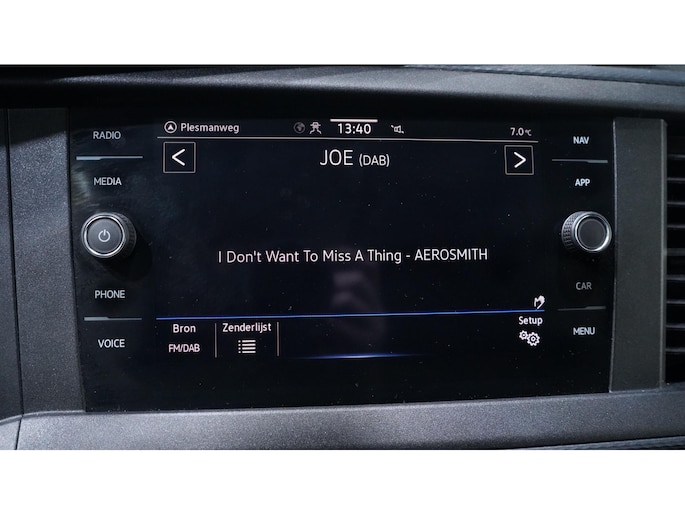 RADIO
MEDIA
PHONE
VOICE
Plesmanweg
13:40
7.0°C
JOE (DAB)
I Don't Want To Miss A Thing - AEROSMITH
Bron
FM/DAB
Zenderlijst
Setup
NAV
APP
CAR
MENU